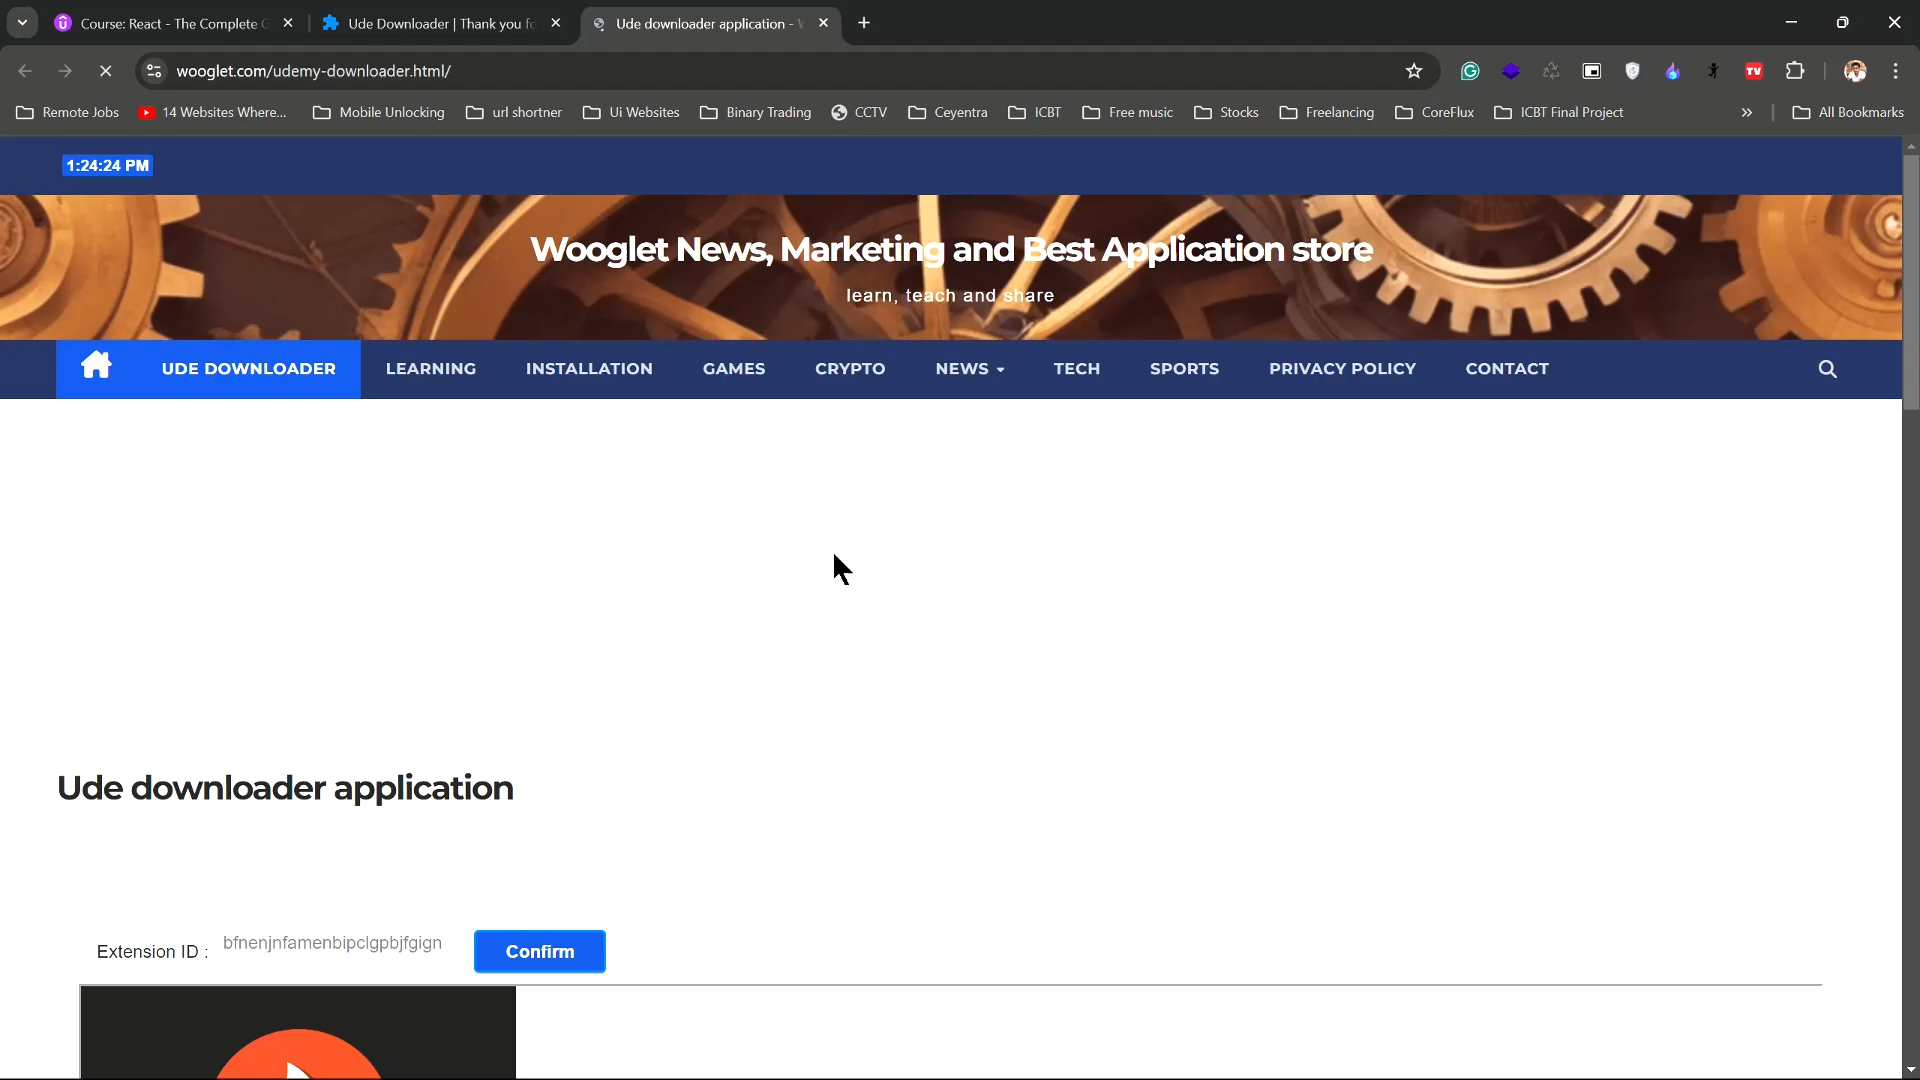 Course: React - The Complete G
Ude Downloader | Thank you fo
Ude downloader application - W
wooglet.com/udemy-downloader.html/
TV
Remote Jobs
14 Websites Where...
Mobile Unlocking
url shortner
Ui Websites
Binary Trading
CCTV
Ceyentra
ICBT
Free music
Stocks
Freelancing
CoreFlux
ICBT Final Project
»
All Bookmarks
1:24:24 PM
Wooglet News, Marketing and Best Application store
learn, teach and share
UDE DOWNLOADER
LEARNING
INSTALLATION
GAMES
CRYPTO
NEWS
TECH
SPORTS
PRIVACY POLICY
CONTACT
Ude downloader application
Extension ID :
bfnenjnfamenbipclgpbjfgign
Confirm